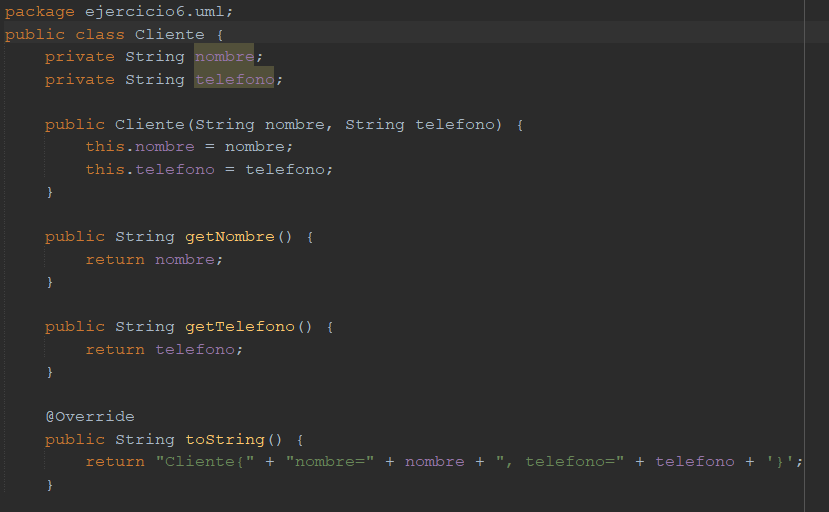 package ejercicio6.uml;
public class Cliente {
    private String nombre;
    private String telefono;

    public Cliente(String nombre, String telefono) {
        this.nombre = nombre;
        this.telefono = telefono;
    }

    public String getNombre() {
        return nombre;
    }

    public String getTelefono() {
        return telefono;
    }

    @Override
    public String toString() {
        return "Cliente{" + "nombre=" + nombre + ", telefono=" + telefono + '}';
    }